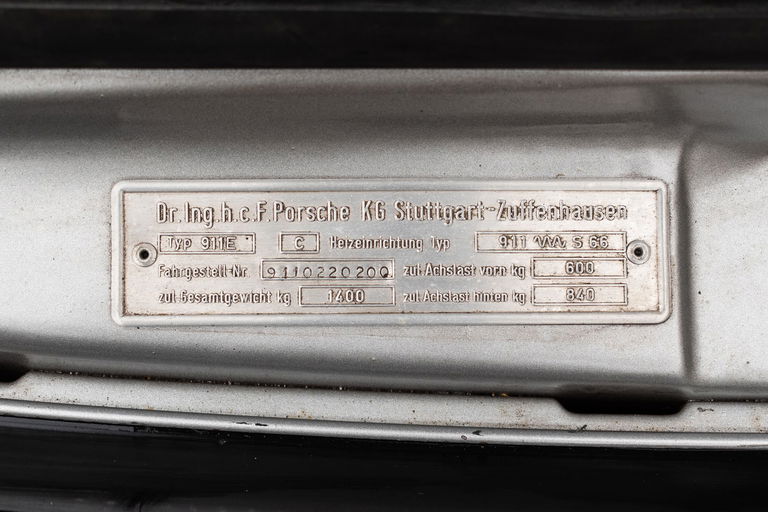 Dr.Ing.h.c.F.Porsche KG Stuttgart-Zuffenhausen
Typ 911E C Heizeinrichtung Typ 911 S 66
Fahrgestell-Nr. 9110220200 zul.Achslast vorn kg 600
zul.Gesamtgewicht kg 1400 zul.Achslast hinten kg 840